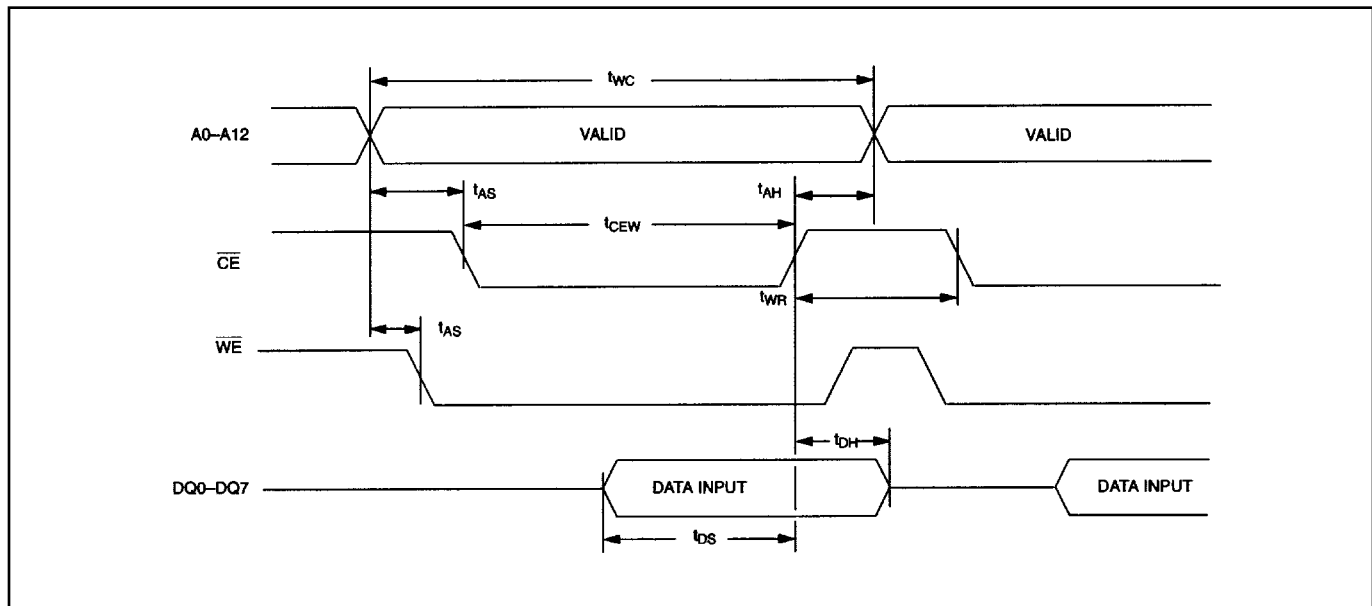 tWC
A0–A12 VALID VALID
tAS tAH
tCEW
CE
tWR
tAS
WE
tDH
DQ0–DQ7 DATA INPUT DATA INPUT
tDS